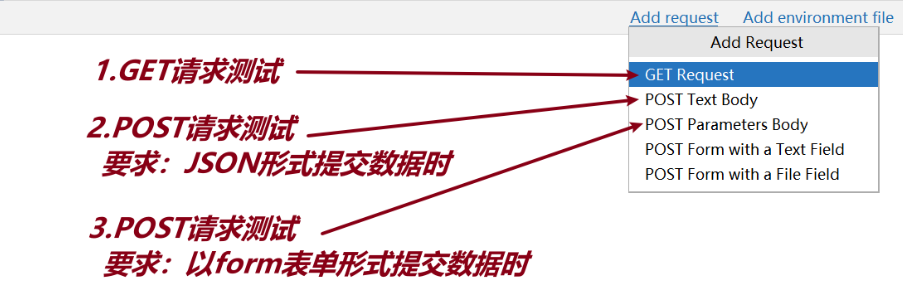 Add request Add environment file
Add Request
1.GET请求测试
GET Request
2.POST请求测试
要求：JSON形式提交数据时
POST Text Body
POST Parameters Body
POST Form with a Text Field
POST Form with a File Field
3.POST请求测试
要求：以form表单形式提交数据时